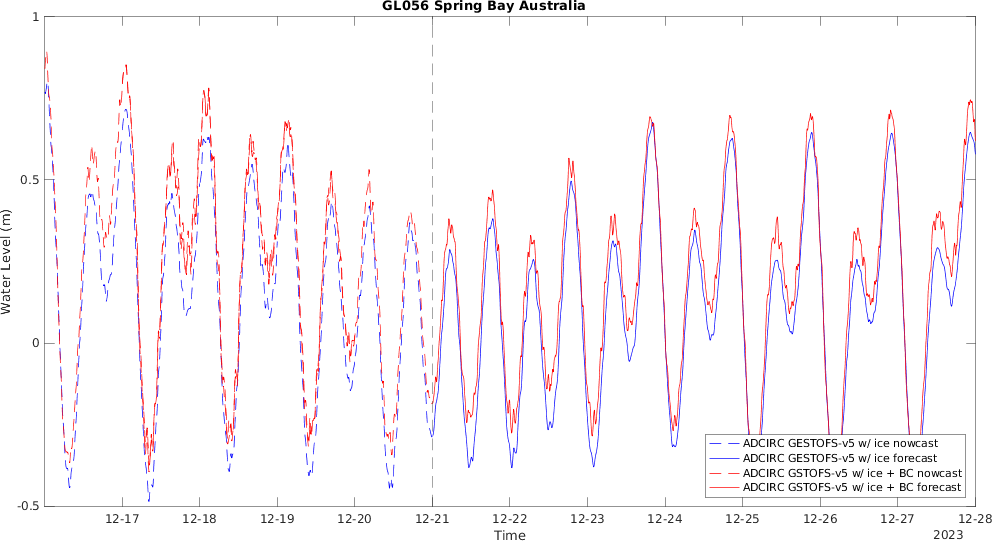 GL056 Spring Bay Australia
1
0.5
0
-0.5
Water Level (m)
ADCIRC GESTOFS-v5 w/ ice nowcast
ADCIRC GESTOFS-v5 w/ ice forecast
ADCIRC GSTOFS-v5 w/ ice + BC nowcast
ADCIRC GSTOFS-v5 w/ ice + BC forecast
12-17 12-18 12-19 12-20 12-21 12-22 12-23 12-24 12-25 12-26 12-27 12-28
Time
2023